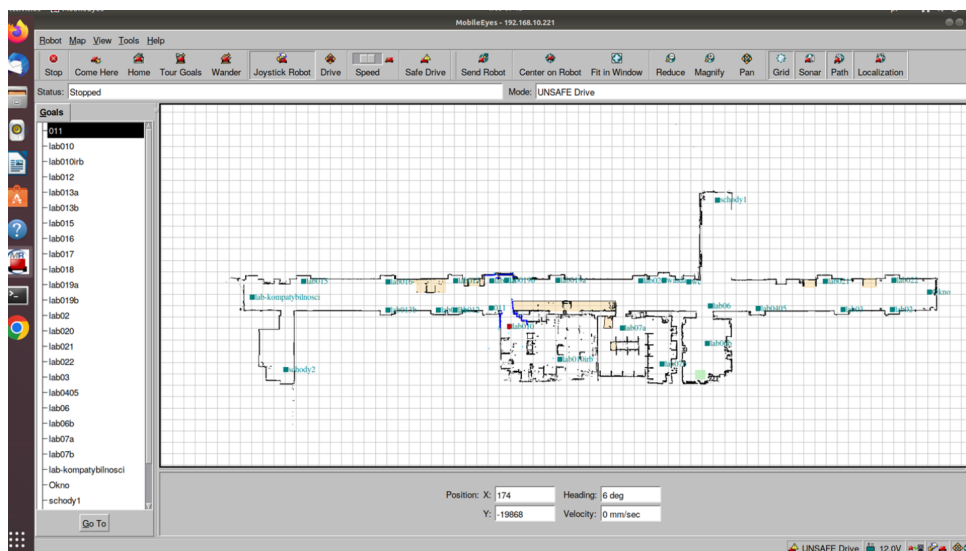 MobileEyes - 192.168.10.221
Robot Map View Tools Help
Stop Come Here Home Tour Goals Wander Joystick Robot Drive Speed Safe Drive Send Robot Center on Robot Fit in Window Reduce Magnify Pan Grid Sonar Path Localization
Status: Stopped Mode: UNSAFE Drive
Goals
011
lab010
lab010irb
lab012
lab013a
lab013b
lab015
lab016
lab017
lab018
lab019a
lab019b
lab02
lab020
lab021
lab022
lab03
lab0405
lab06
lab06b
lab07a
lab07b
lab-kompatybilnosci
Okno
schody1
Go To
schody1
lab015
lab-kompatybilnosci
lab06
lab0405
lab03
lab02
lab010
lab07a
lab010irb
schody2
Position: X: 174 Heading: 6 deg
Y: -19868 Velocity: 0 mm/sec
UNSAFE Drive 12.0V